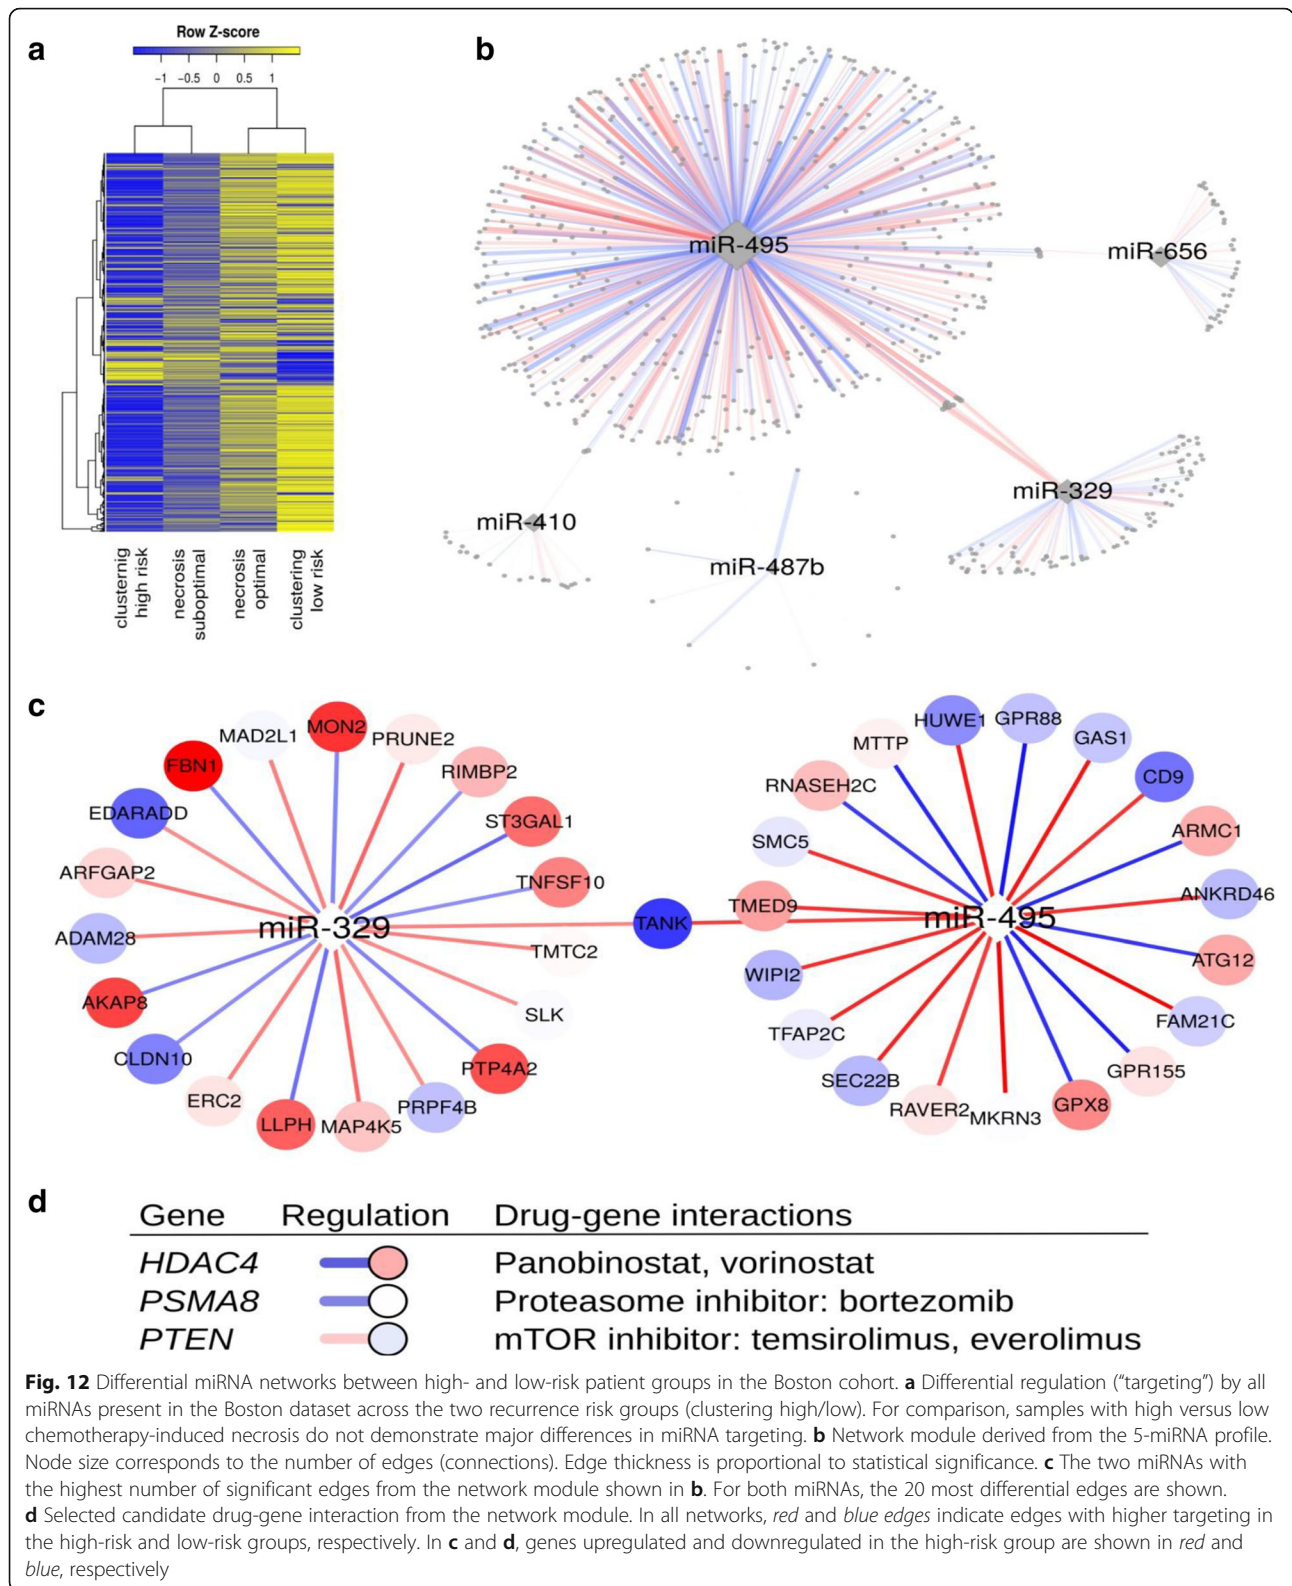 a
Row Z-score
−1 −0.5 0 0.5 1
clusternig
high risk
necrosis
suboptimal
necrosis
optimal
clustering
low risk
b
miR-495
miR-656
miR-329
miR-410
miR-487b
c
MAD2L1
MON2
PRUNE2
FBN1
RIMBP2
EDARADD
ST3GAL1
ARFGAP2
TNFSF10
miR-329
ADAM28
TMTC2
AKAP8
SLK
CLDN10
PTP4A2
ERC2
PRPF4B
LLPH
MAP4K5
TANK
HUWE1
GPR88
MTTP
GAS1
RNASEH2C
CD9
SMC5
ARMC1
TMED9
ANKRD46
miR-495
WIPI2
ATG12
TFAP2C
FAM21C
SEC22B
GPR155
RAVER2
MKRN3
GPX8
d
Gene Regulation Drug-gene interactions
HDAC4 Panobinostat, vorinostat
PSMA8 Proteasome inhibitor: bortezomib
PTEN mTOR inhibitor: temsirolimus, everolimus
Fig. 12 Differential miRNA networks between high- and low-risk patient groups in the Boston cohort. a Differential regulation (“targeting”) by all
miRNAs present in the Boston dataset across the two recurrence risk groups (clustering high/low). For comparison, samples with high versus low
chemotherapy-induced necrosis do not demonstrate major differences in miRNA targeting. b Network module derived from the 5-miRNA profile.
Node size corresponds to the number of edges (connections). Edge thickness is proportional to statistical significance. c The two miRNAs with
the highest number of significant edges from the network module shown in b. For both miRNAs, the 20 most differential edges are shown.
d Selected candidate drug-gene interaction from the network module. In all networks, red and blue edges indicate edges with higher targeting in
the high-risk and low-risk groups, respectively. In c and d, genes upregulated and downregulated in the high-risk group are shown in red and
blue, respectively